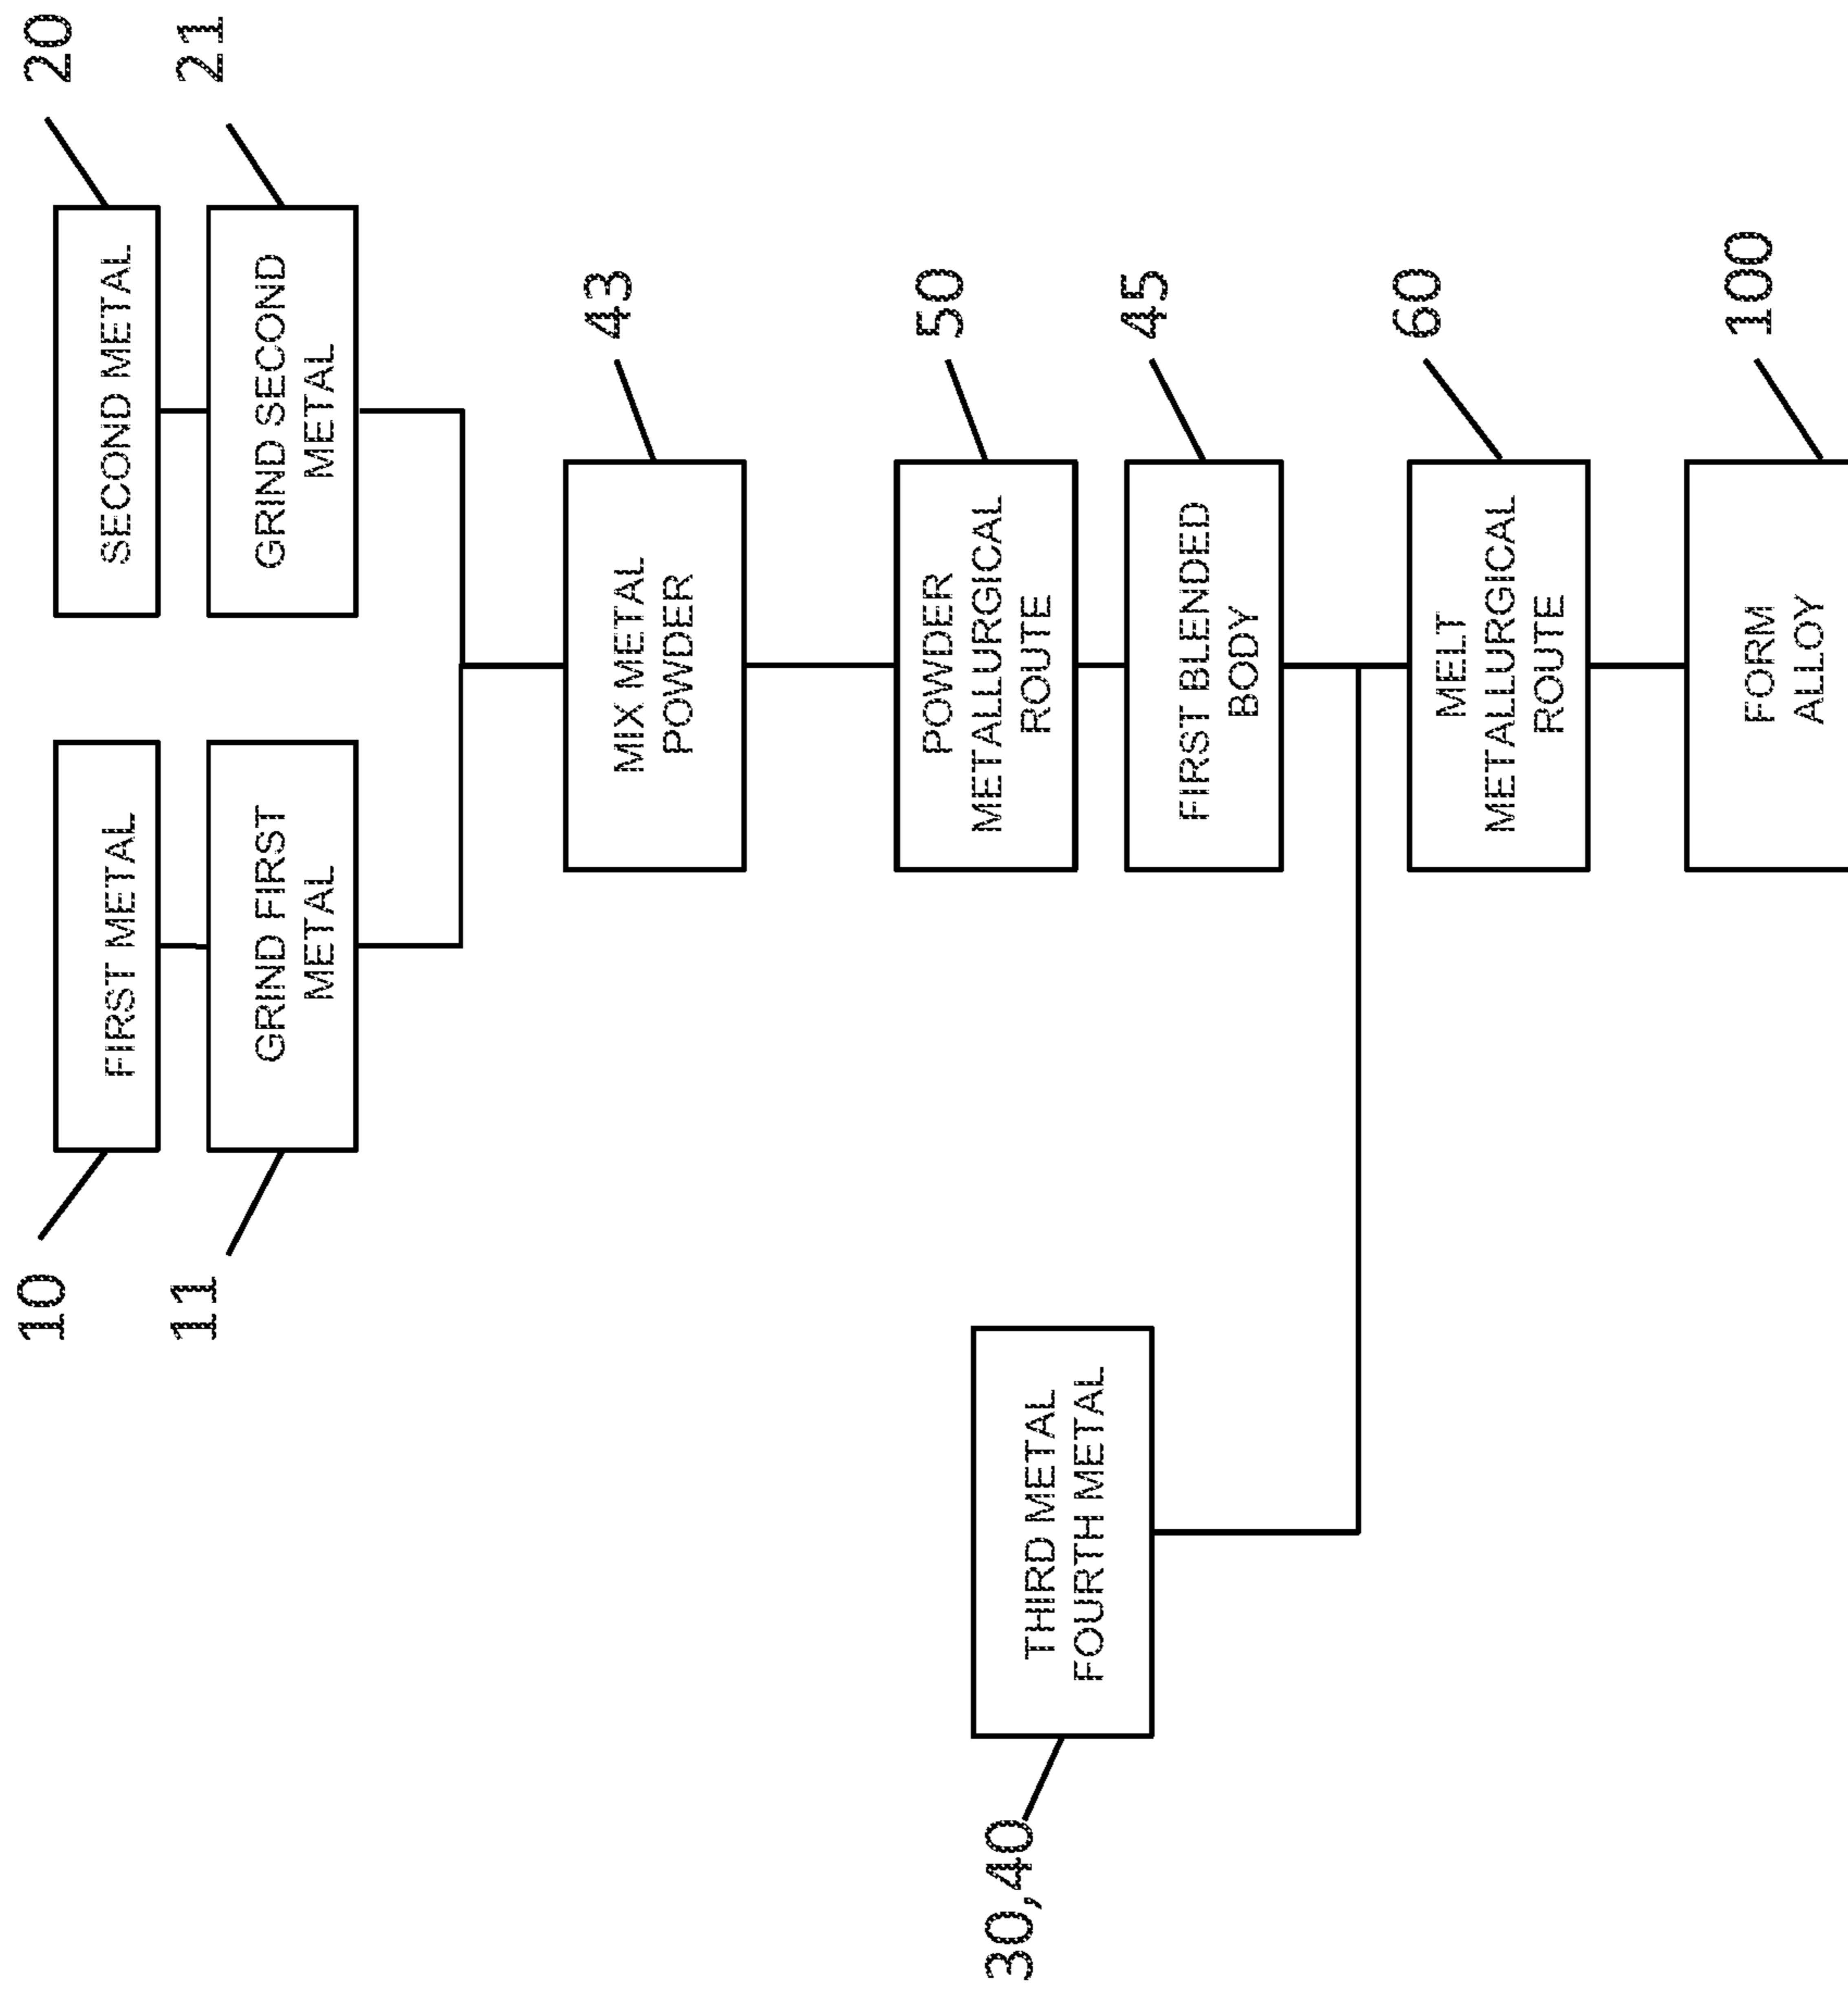 10
FIRST METAL
SECOND METAL
20
11
GRIND FIRST
METAL
GRIND SECOND
METAL
21
MIX METAL
POWDER
43
POWDER
METALLURGICAL
ROUTE
50
30,40
THIRD METAL
FOURTH METAL
FIRST BLENDED
BODY
45
MELT
METALLURGICAL
ROUTE
60
FORM
ALLOY
100